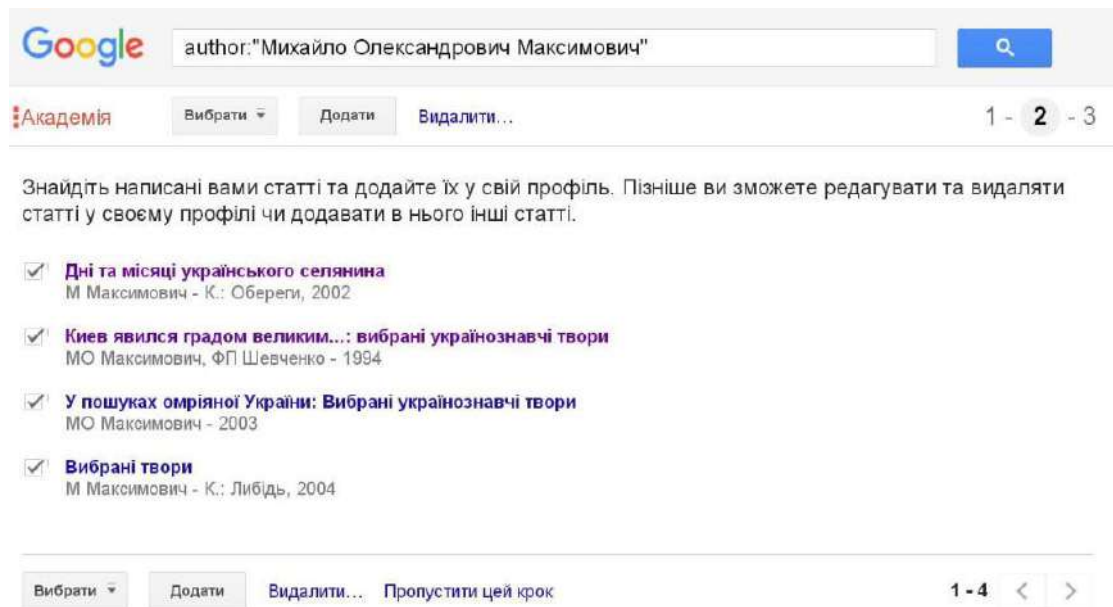 Google author:"Михайло Олександрович Максимович"
Академія Вибрати Додати Видалити... 1 - 2 - 3
Знайдіть написані вами статті та додайте їх у свій профіль. Пізніше ви зможете редагувати та видаляти
статті у своєму профілі чи додавати в нього інші статті.
Дні та місяці українського селянина
М Максимович - К.: Обереги, 2002
Киев явился градом великим...: вибрані українознавчі твори
МО Максимович, ФП Шевченко - 1994
У пошуках омріяної України: Вибрані українознавчі твори
МО Максимович - 2003
Вибрані твори
М Максимович - К.: Либідь, 2004
Вибрати Додати Видалити... Пропустити цей крок 1 - 4